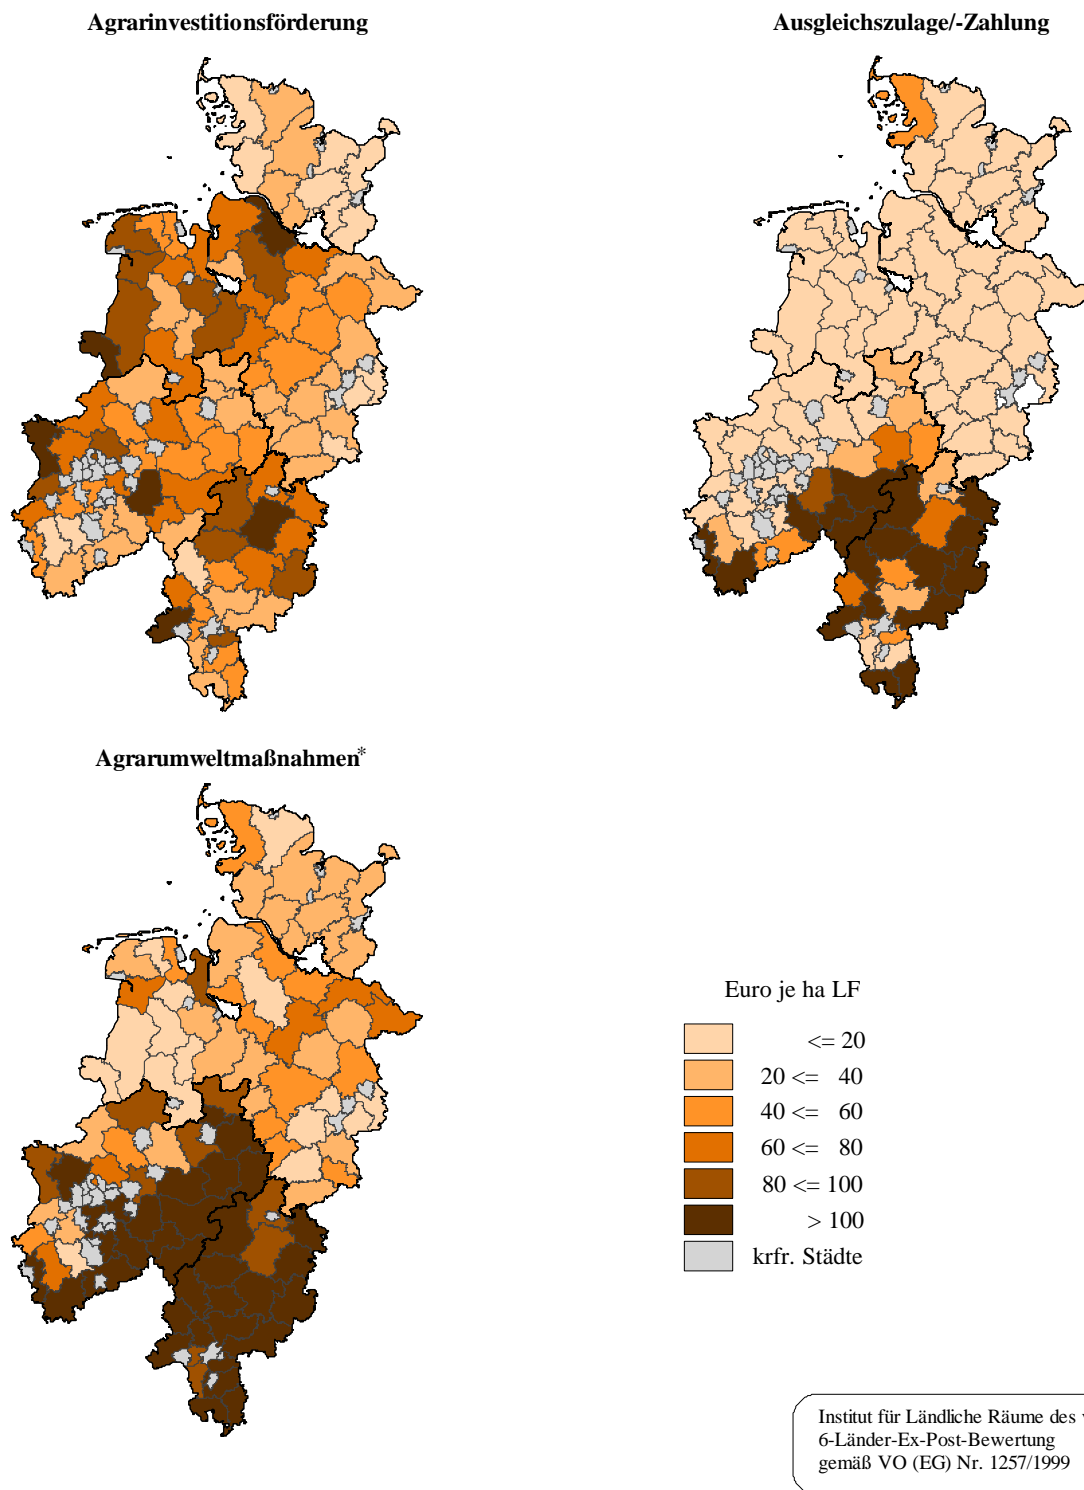 Agrarinvestitionsförderung
Ausgleichszulage/-Zahlung
Agrarumweltmaßnahmen*
Euro je ha LF
<= 20
20 <= 40
40 <= 60
60 <= 80
80 <= 100
> 100
krfr. Städte
Institut für Ländliche Räume des
6-Länder-Ex-Post-Bewertung
gemäß VO (EG) Nr. 1257/1999